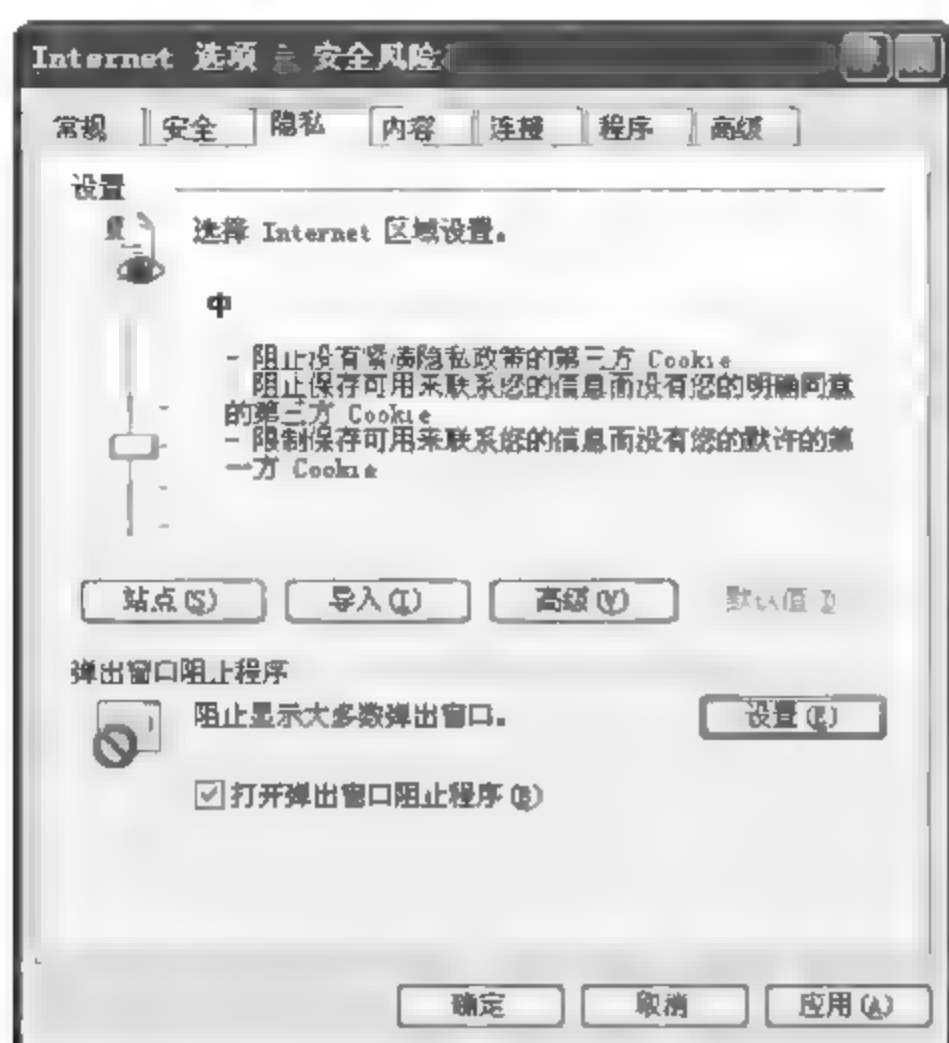 Internet 选项 - 安全风险
常规 安全 隐私 内容 连接 程序 高级
设置
选择 Internet 区域设置。
中
- 阻止没有紧凑隐私政策的第三方 Cookie
- 阻止保存可用来联系您的信息而没有您的明确同意
的第三方 Cookie
- 限制保存可用来联系您的信息而没有您的默许的第
一方 Cookie
站点(S) 导入(I) 高级(V) 默认值
弹出窗口阻止程序
阻止显示大多数弹出窗口。
设置(E)
打开弹出窗口阻止程序(B)
确定 取消 应用(A)